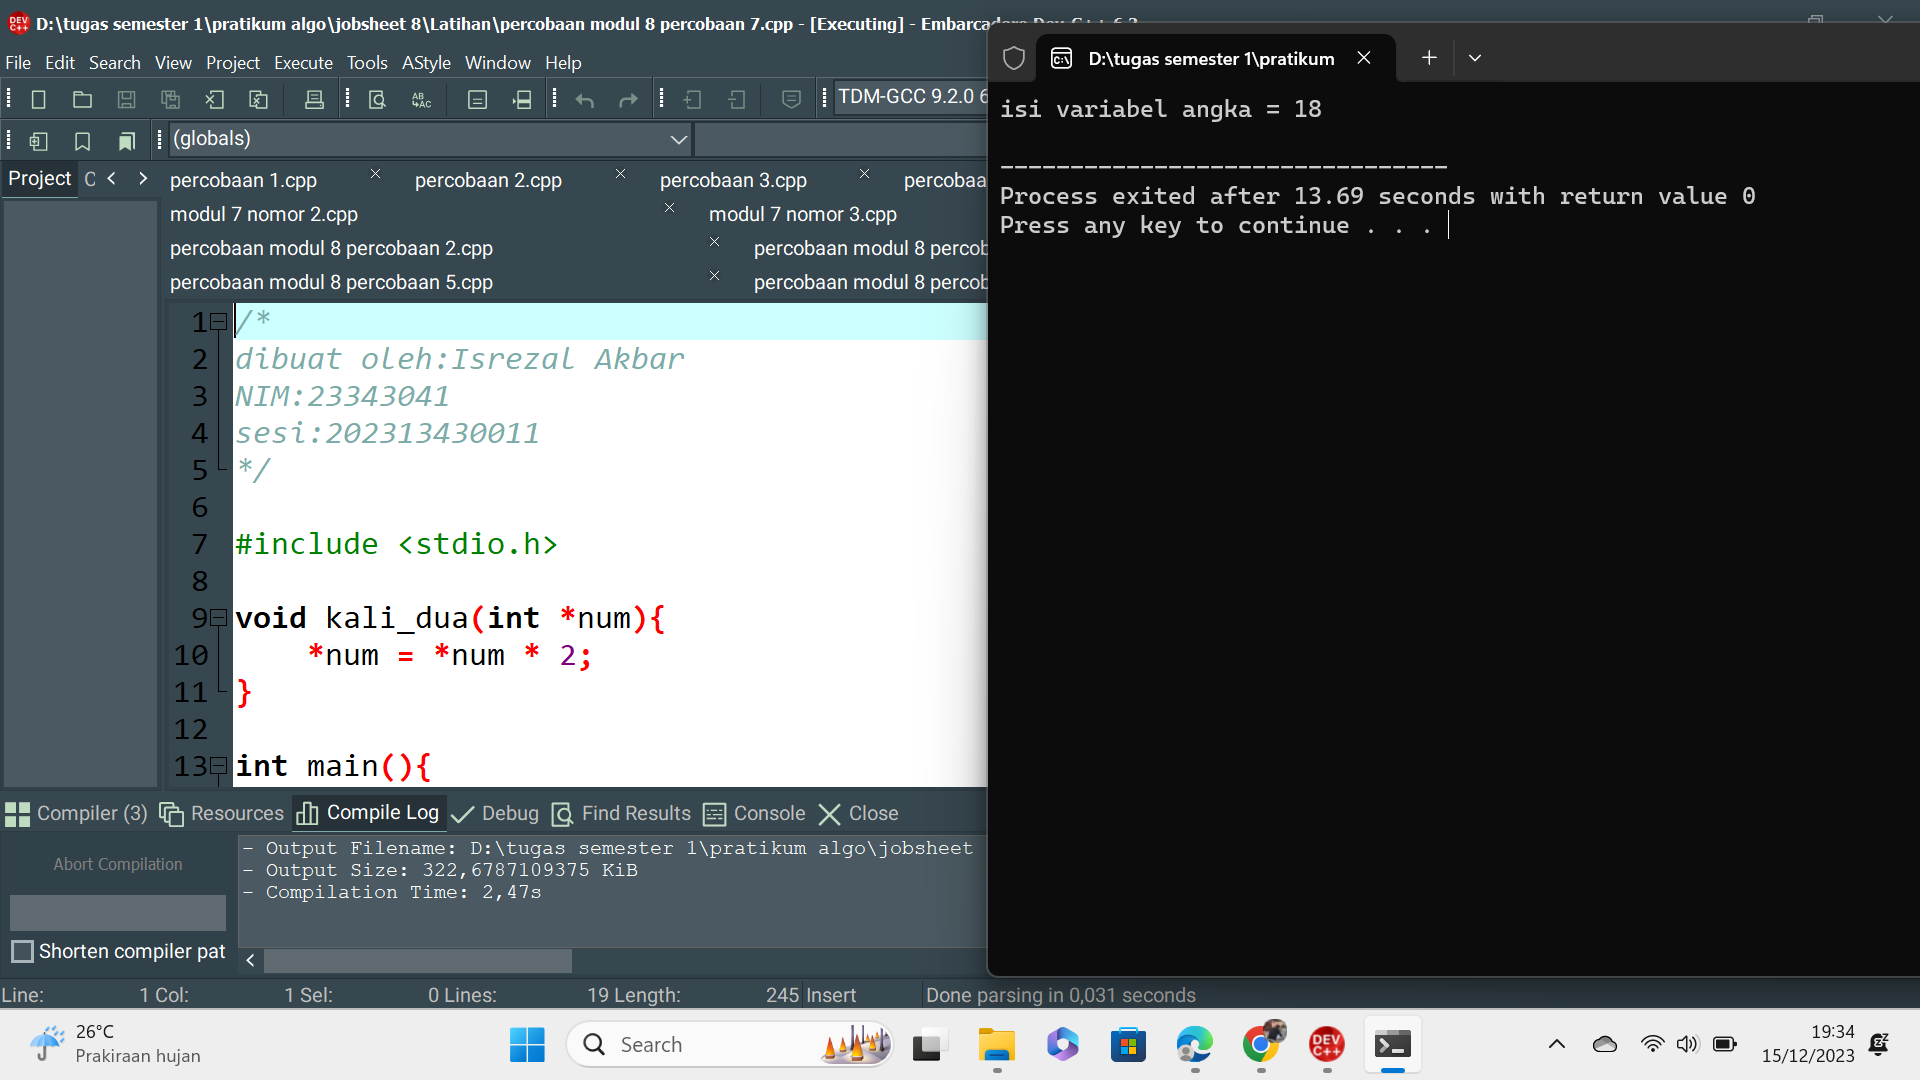 D:\tugas semester 1\pratikum algo\jobsheet 8\Latihan\percobaan modul 8 percobaan 7.cpp - [Executing] - Embarcadero Dev-C++ 6.3
File Edit Search View Project Execute Tools AStyle Window Help
TDM-GCC 9.2.0 6
(globals)
Project
percobaan 1.cpp
percobaan 2.cpp
percobaan 3.cpp
percobaa
modul 7 nomor 2.cpp
modul 7 nomor 3.cpp
percobaan modul 8 percobaan 2.cpp
percobaan modul 8 percob
percobaan modul 8 percobaan 5.cpp
percobaan modul 8 percob
1 /*
2 dibuat oleh:Isrezal Akbar
3 NIM:23343041
4 sesi:202313430011
5 */
6
7 #include <stdio.h>
8
9 void kali_dua(int *num){
10 *num = *num * 2;
11 }
12
13 int main(){
Compiler (3) Resources Compile Log Debug Find Results Console Close
Abort Compilation
Shorten compiler pat
- Output Filename: D:\tugas semester 1\pratikum algo\jobsheet
- Output Size: 322,6787109375 KiB
- Compilation Time: 2,47s
Line: 1 Col: 1 Sel: 0 Lines: 19 Length: 245 Insert Done parsing in 0,031 seconds
D:\tugas semester 1\pratikum
isi variabel angka = 18
--------------------------------
Process exited after 13.69 seconds with return value 0
Press any key to continue . . .
26°C
Prakiraan hujan
Search
DEV C++
19:34
15/12/2023